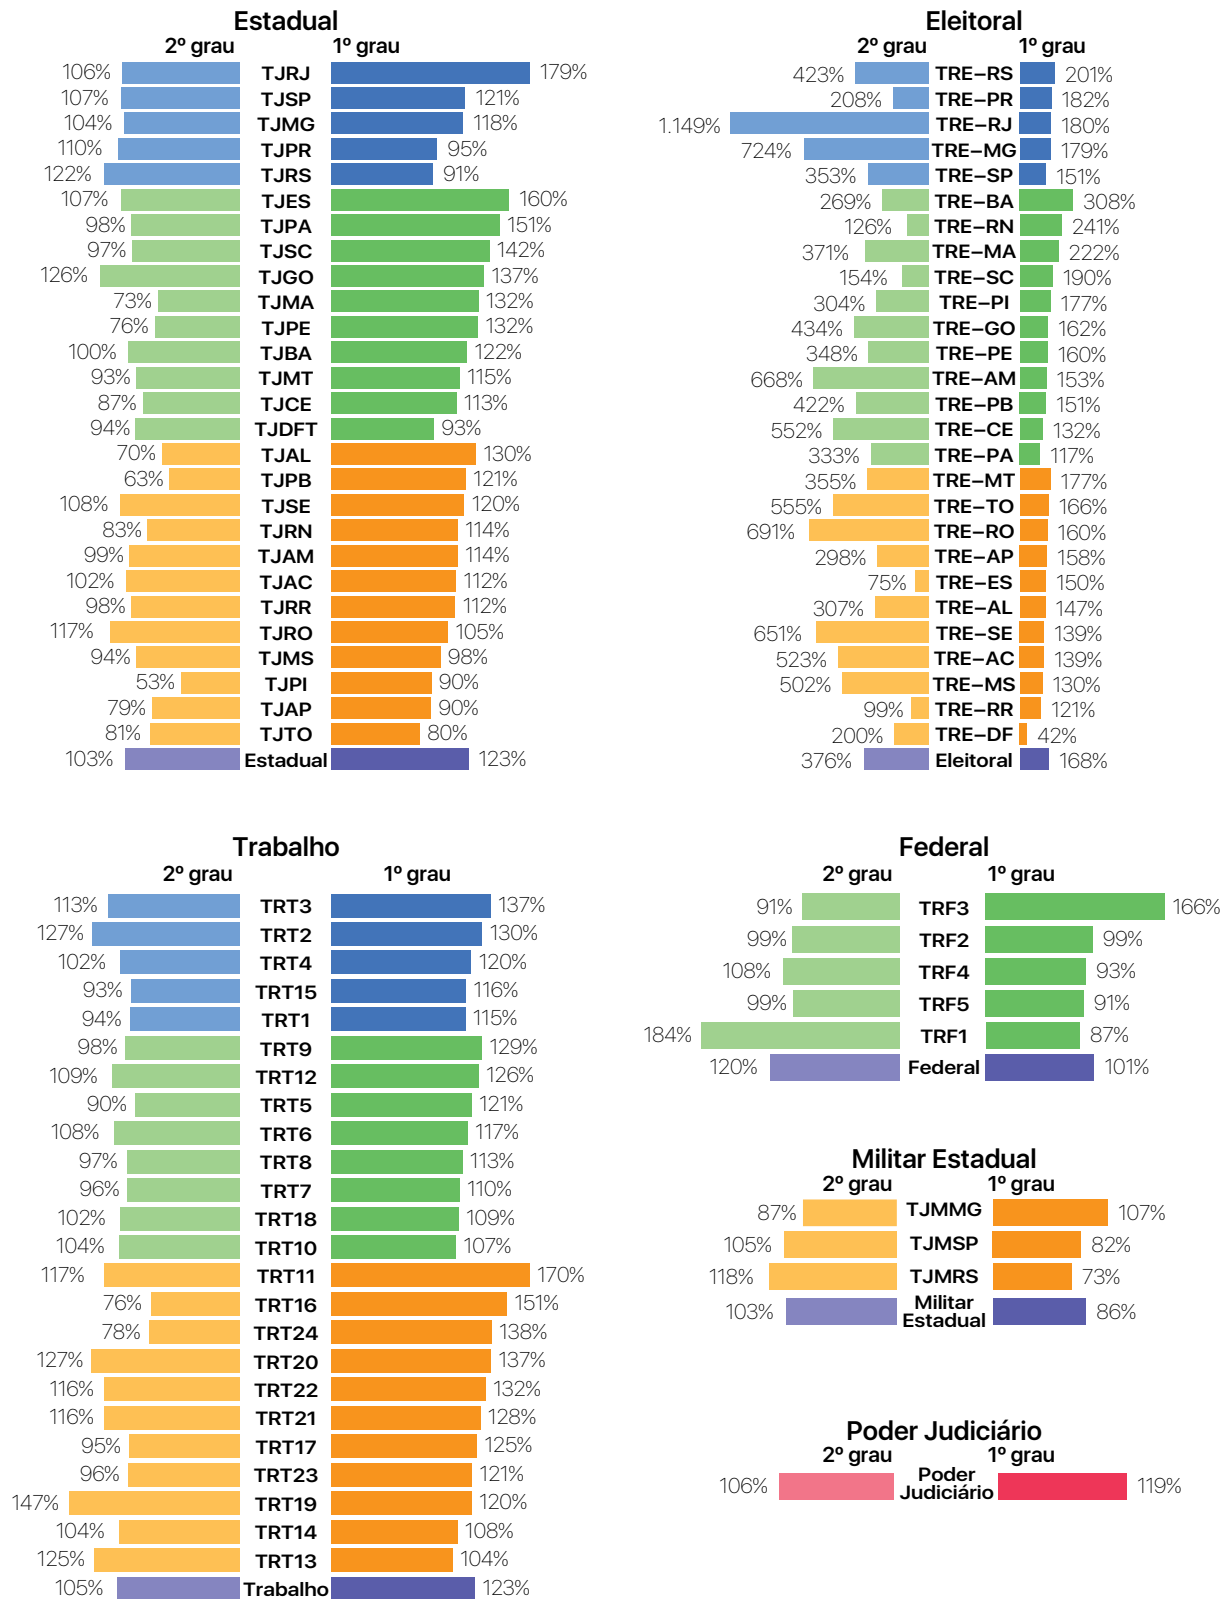 Estadual
2º grau 1º grau
106% TJRJ 179%
107% TJSP 121%
104% TJMG 118%
110% TJPR 95%
122% TJRS 91%
107% TJES 160%
98% TJPA 151%
97% TJSC 142%
126% TJGO 137%
73% TJMA 132%
76% TJPE 132%
100% TJBA 122%
93% TJMT 115%
87% TJCE 113%
94% TJDFT 93%
70% TJAL 130%
63% TJPB 121%
108% TJSE 120%
83% TJRN 114%
99% TJAM 114%
102% TJAC 112%
98% TJRR 112%
117% TJRO 105%
94% TJMS 98%
53% TJPI 90%
79% TJAP 90%
81% TJTO 80%
103% Estadual 123%
Eleitoral
2º grau 1º grau
423% TRE–RS 201%
208% TRE–PR 182%
1.149% TRE–RJ 180%
724% TRE–MG 179%
353% TRE–SP 151%
269% TRE–BA 308%
126% TRE–RN 241%
371% TRE–MA 222%
154% TRE–SC 190%
304% TRE–PI 177%
434% TRE–GO 162%
348% TRE–PE 160%
668% TRE–AM 153%
422% TRE–PB 151%
552% TRE–CE 132%
333% TRE–PA 117%
355% TRE–MT 177%
555% TRE–TO 166%
691% TRE–RO 160%
298% TRE–AP 158%
75% TRE–ES 150%
307% TRE–AL 147%
651% TRE–SE 139%
523% TRE–AC 139%
502% TRE–MS 130%
99% TRE–RR 121%
200% TRE–DF 42%
376% Eleitoral 168%
Trabalho
2º grau 1º grau
113% TRT3 137%
127% TRT2 130%
102% TRT4 120%
93% TRT15 116%
94% TRT1 115%
98% TRT9 129%
109% TRT12 126%
90% TRT5 121%
108% TRT6 117%
97% TRT8 113%
96% TRT7 110%
102% TRT18 109%
104% TRT10 107%
117% TRT11 170%
76% TRT16 151%
78% TRT24 138%
127% TRT20 137%
116% TRT22 132%
116% TRT21 128%
95% TRT17 125%
96% TRT23 121%
147% TRT19 120%
104% TRT14 108%
125% TRT13 104%
105% Trabalho 123%
Federal
2º grau 1º grau
91% TRF3 166%
99% TRF2 99%
108% TRF4 93%
99% TRF5 91%
184% TRF1 87%
120% Federal 101%
Militar Estadual
2º grau 1º grau
87% TJMMG 107%
105% TJMSP 82%
118% TJMRS 73%
103% Militar 86%
Estadual
Poder Judiciário
2º grau 1º grau
106% Poder 119%
Judiciário